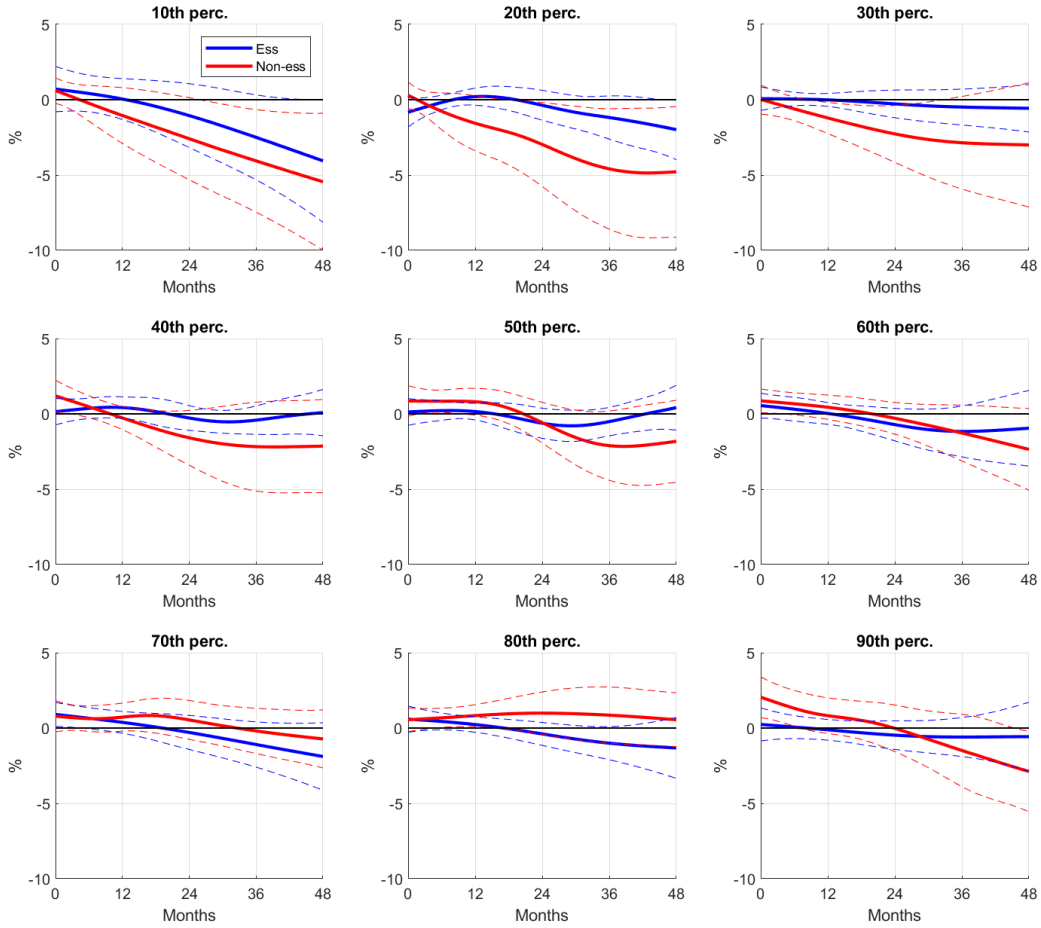 10th perc.
20th perc.
30th perc.
5
0
-5
-10
%
Ess
Non-ess
0 12 24 36 48
Months
5
0
-5
-10
%
0 12 24 36 48
Months
5
0
-5
-10
%
0 12 24 36 48
Months
40th perc.
50th perc.
60th perc.
5
0
-5
-10
%
0 12 24 36 48
Months
5
0
-5
-10
%
0 12 24 36 48
Months
5
0
-5
-10
%
0 12 24 36 48
Months
70th perc.
80th perc.
90th perc.
5
0
-5
-10
%
0 12 24 36 48
Months
5
0
-5
-10
%
0 12 24 36 48
Months
5
0
-5
-10
%
0 12 24 36 48
Months